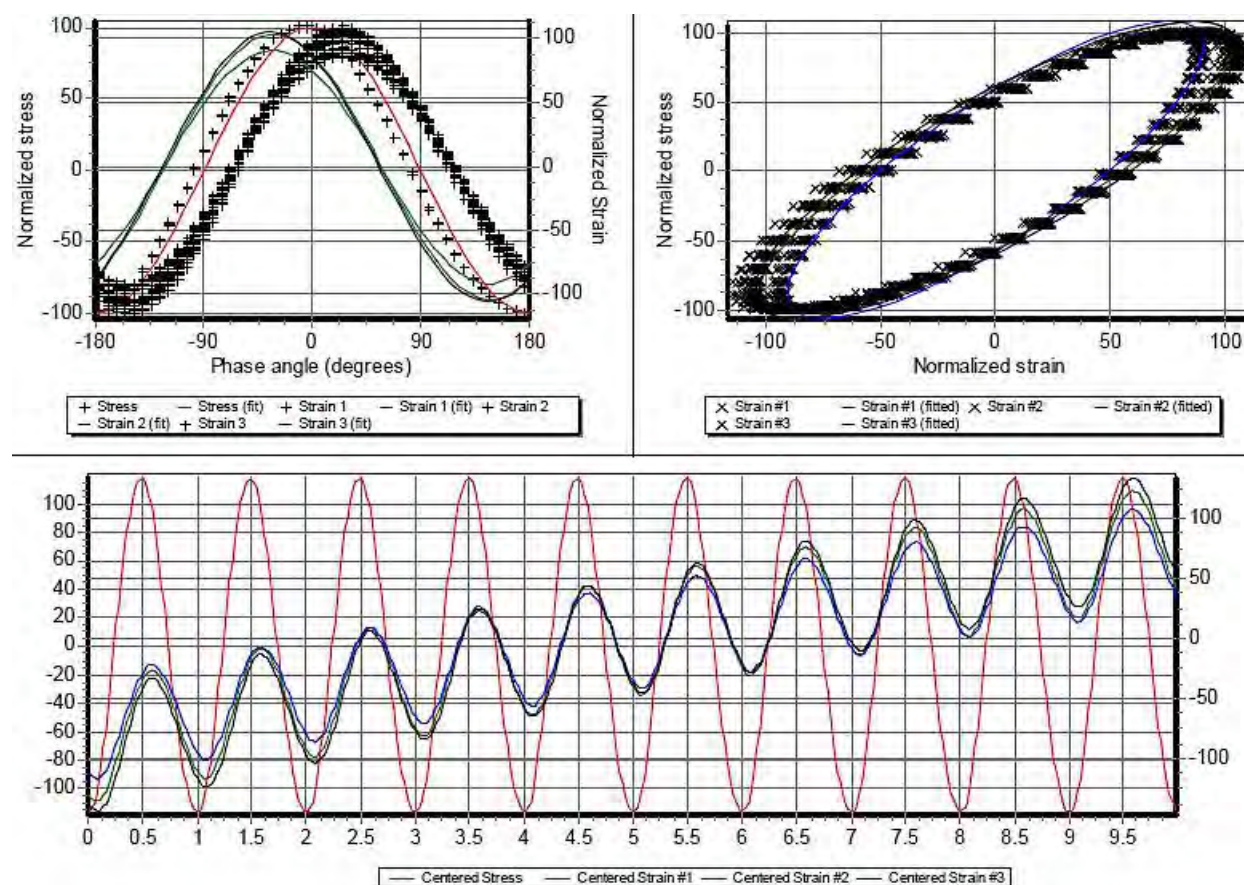 100
50
0
-50
-100
Normalized stress
100
50
0
-50
-100
Normalized Strain
-180 -90 0 90 180
Phase angle (degrees)
Stress Stress (fit) Strain 1 Strain 1 (fit) Strain 2
Strain 2 (fit) Strain 3 Strain 3 (fit)
100
50
0
-50
-100
Normalized stress
-100 -50 0 50 100
Normalized strain
Strain #1 Strain #1 (fitted) Strain #2 Strain #2 (fitted)
Strain #3 Strain #3 (fitted)
100
80
60
40
20
0
-20
-40
-60
-80
-100
100
50
0
-50
-100
0 0.5 1 1.5 2 2.5 3 3.5 4 4.5 5 5.5 6 6.5 7 7.5 8 8.5 9 9.5
Centered Stress Centered Strain #1 Centered Strain #2 Centered Strain #3